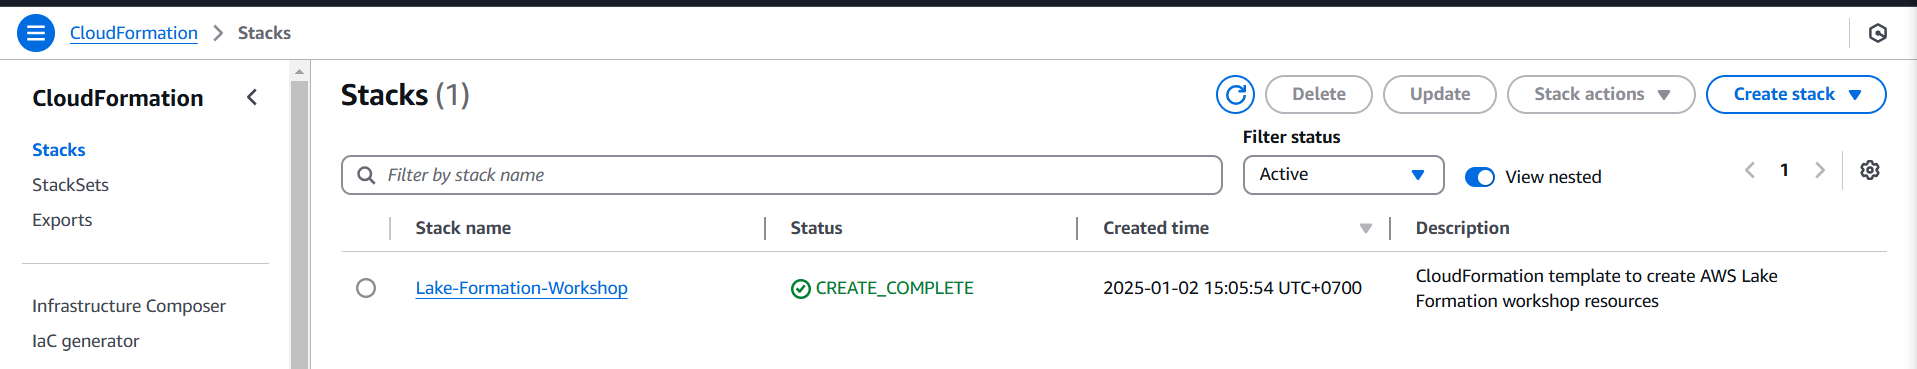 CloudFormation > Stacks
CloudFormation
Stacks
StackSets
Exports
Infrastructure Composer
IaC generator
Stacks (1)
Delete
Update
Stack actions
Create stack
Filter by stack name
Filter status
Active
View nested
1
Stack name
Status
Created time
Description
Lake-Formation-Workshop
CREATE_COMPLETE
2025-01-02 15:05:54 UTC+0700
CloudFormation template to create AWS Lake
Formation workshop resources